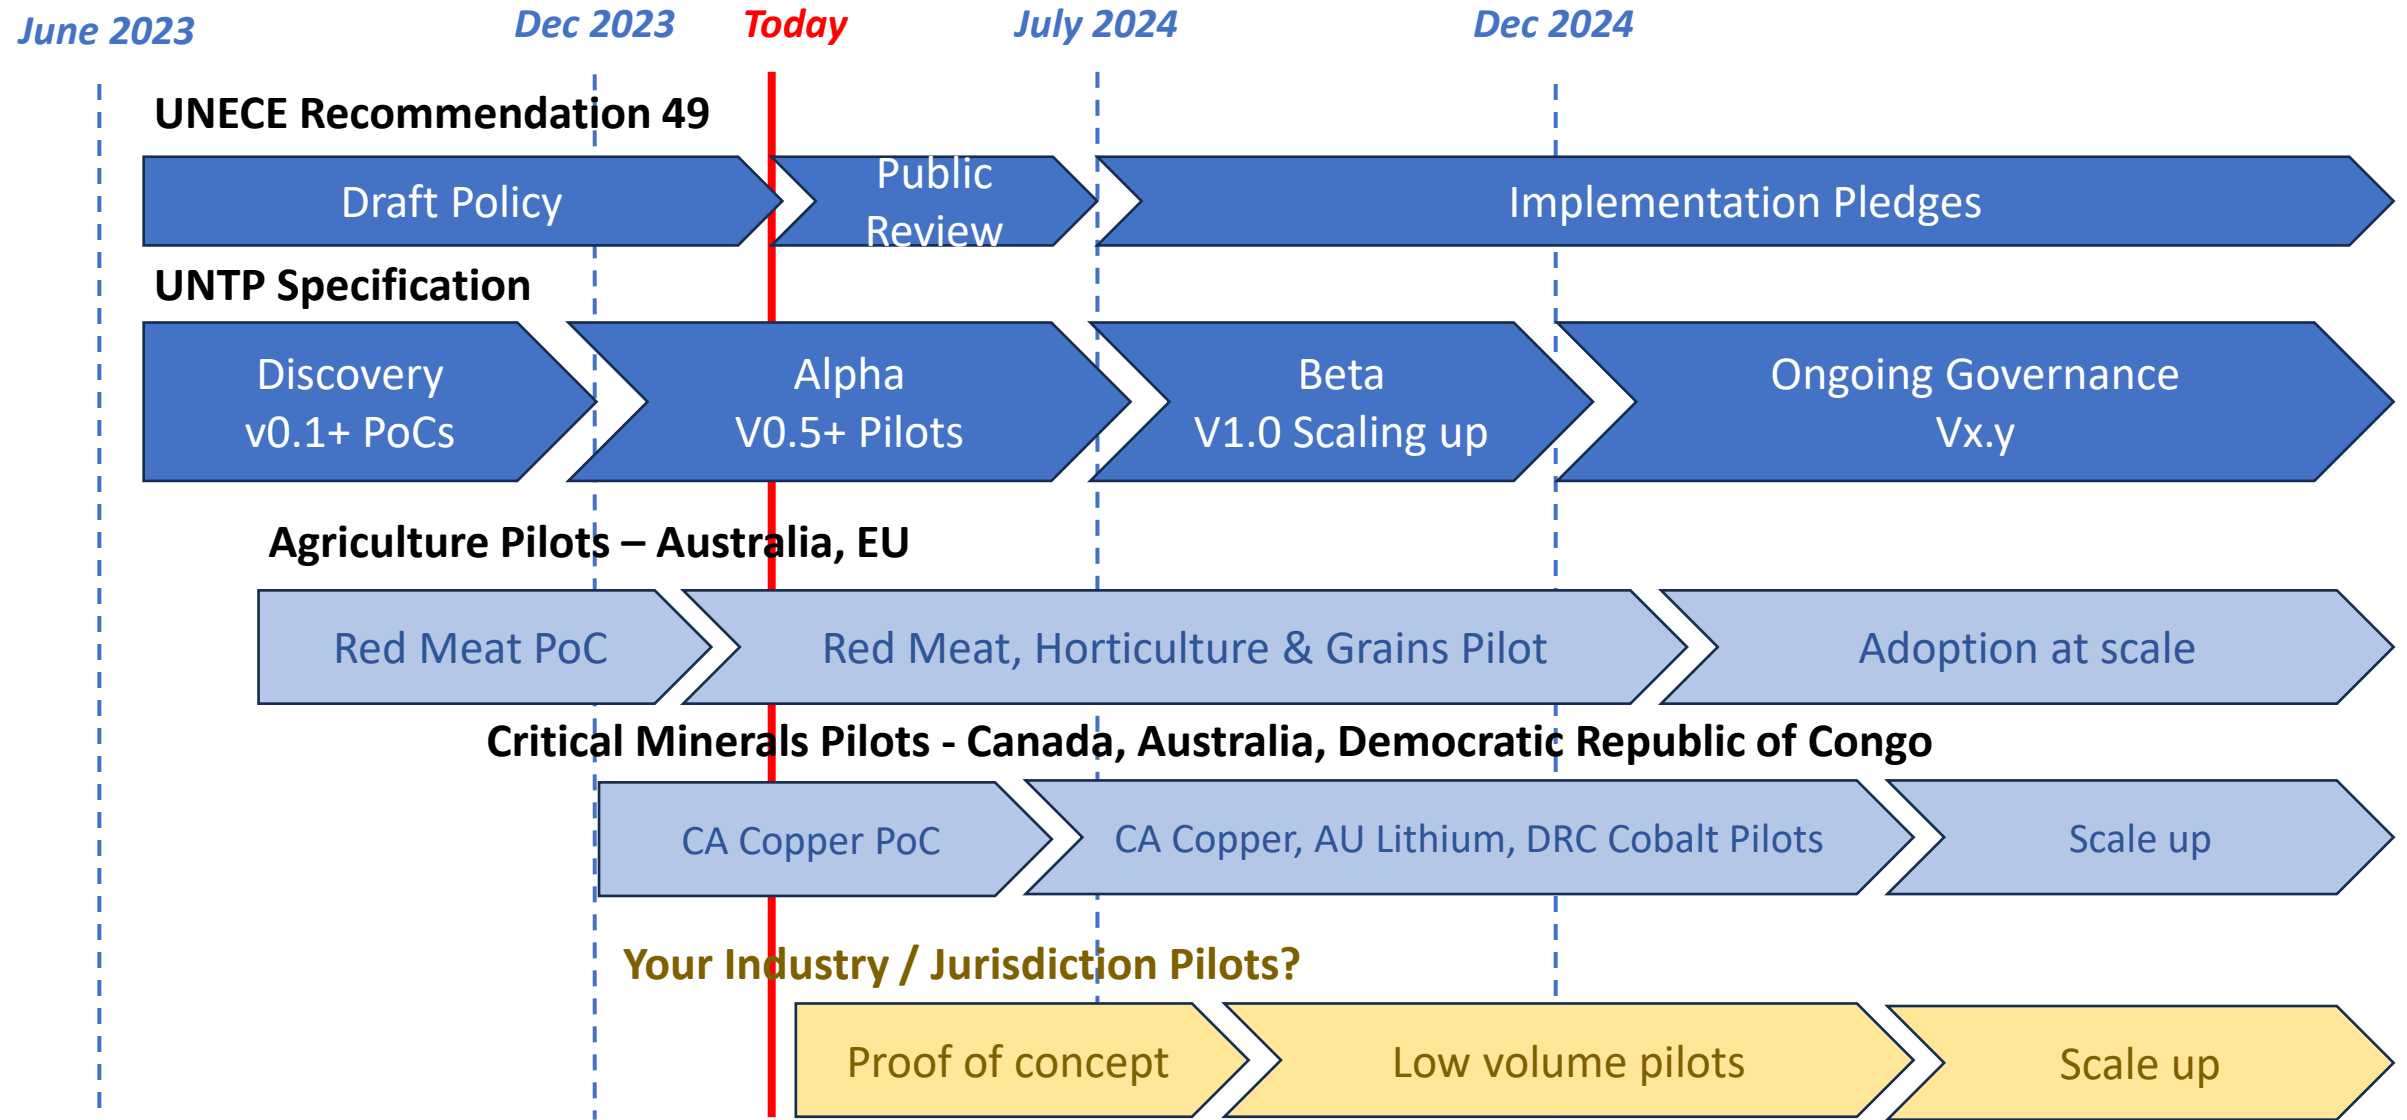 June 2023
Dec 2023
Today
July 2024
Dec 2024
UNECE Recommendation 49
Draft Policy
Public
Review
Implementation Pledges
UNTP Specification
Discovery
v0.1+ PoCs
Alpha
V0.5+ Pilots
Beta
V1.0 Scaling up
Ongoing Governance
Vx.y
Agriculture Pilots – Australia, EU
Red Meat PoC
Red Meat, Horticulture & Grains Pilot
Adoption at scale
Critical Minerals Pilots - Canada, Australia, Democratic Republic of Congo
CA Copper PoC
CA Copper, AU Lithium, DRC Cobalt Pilots
Scale up
Your Industry / Jurisdiction Pilots?
Proof of concept
Low volume pilots
Scale up